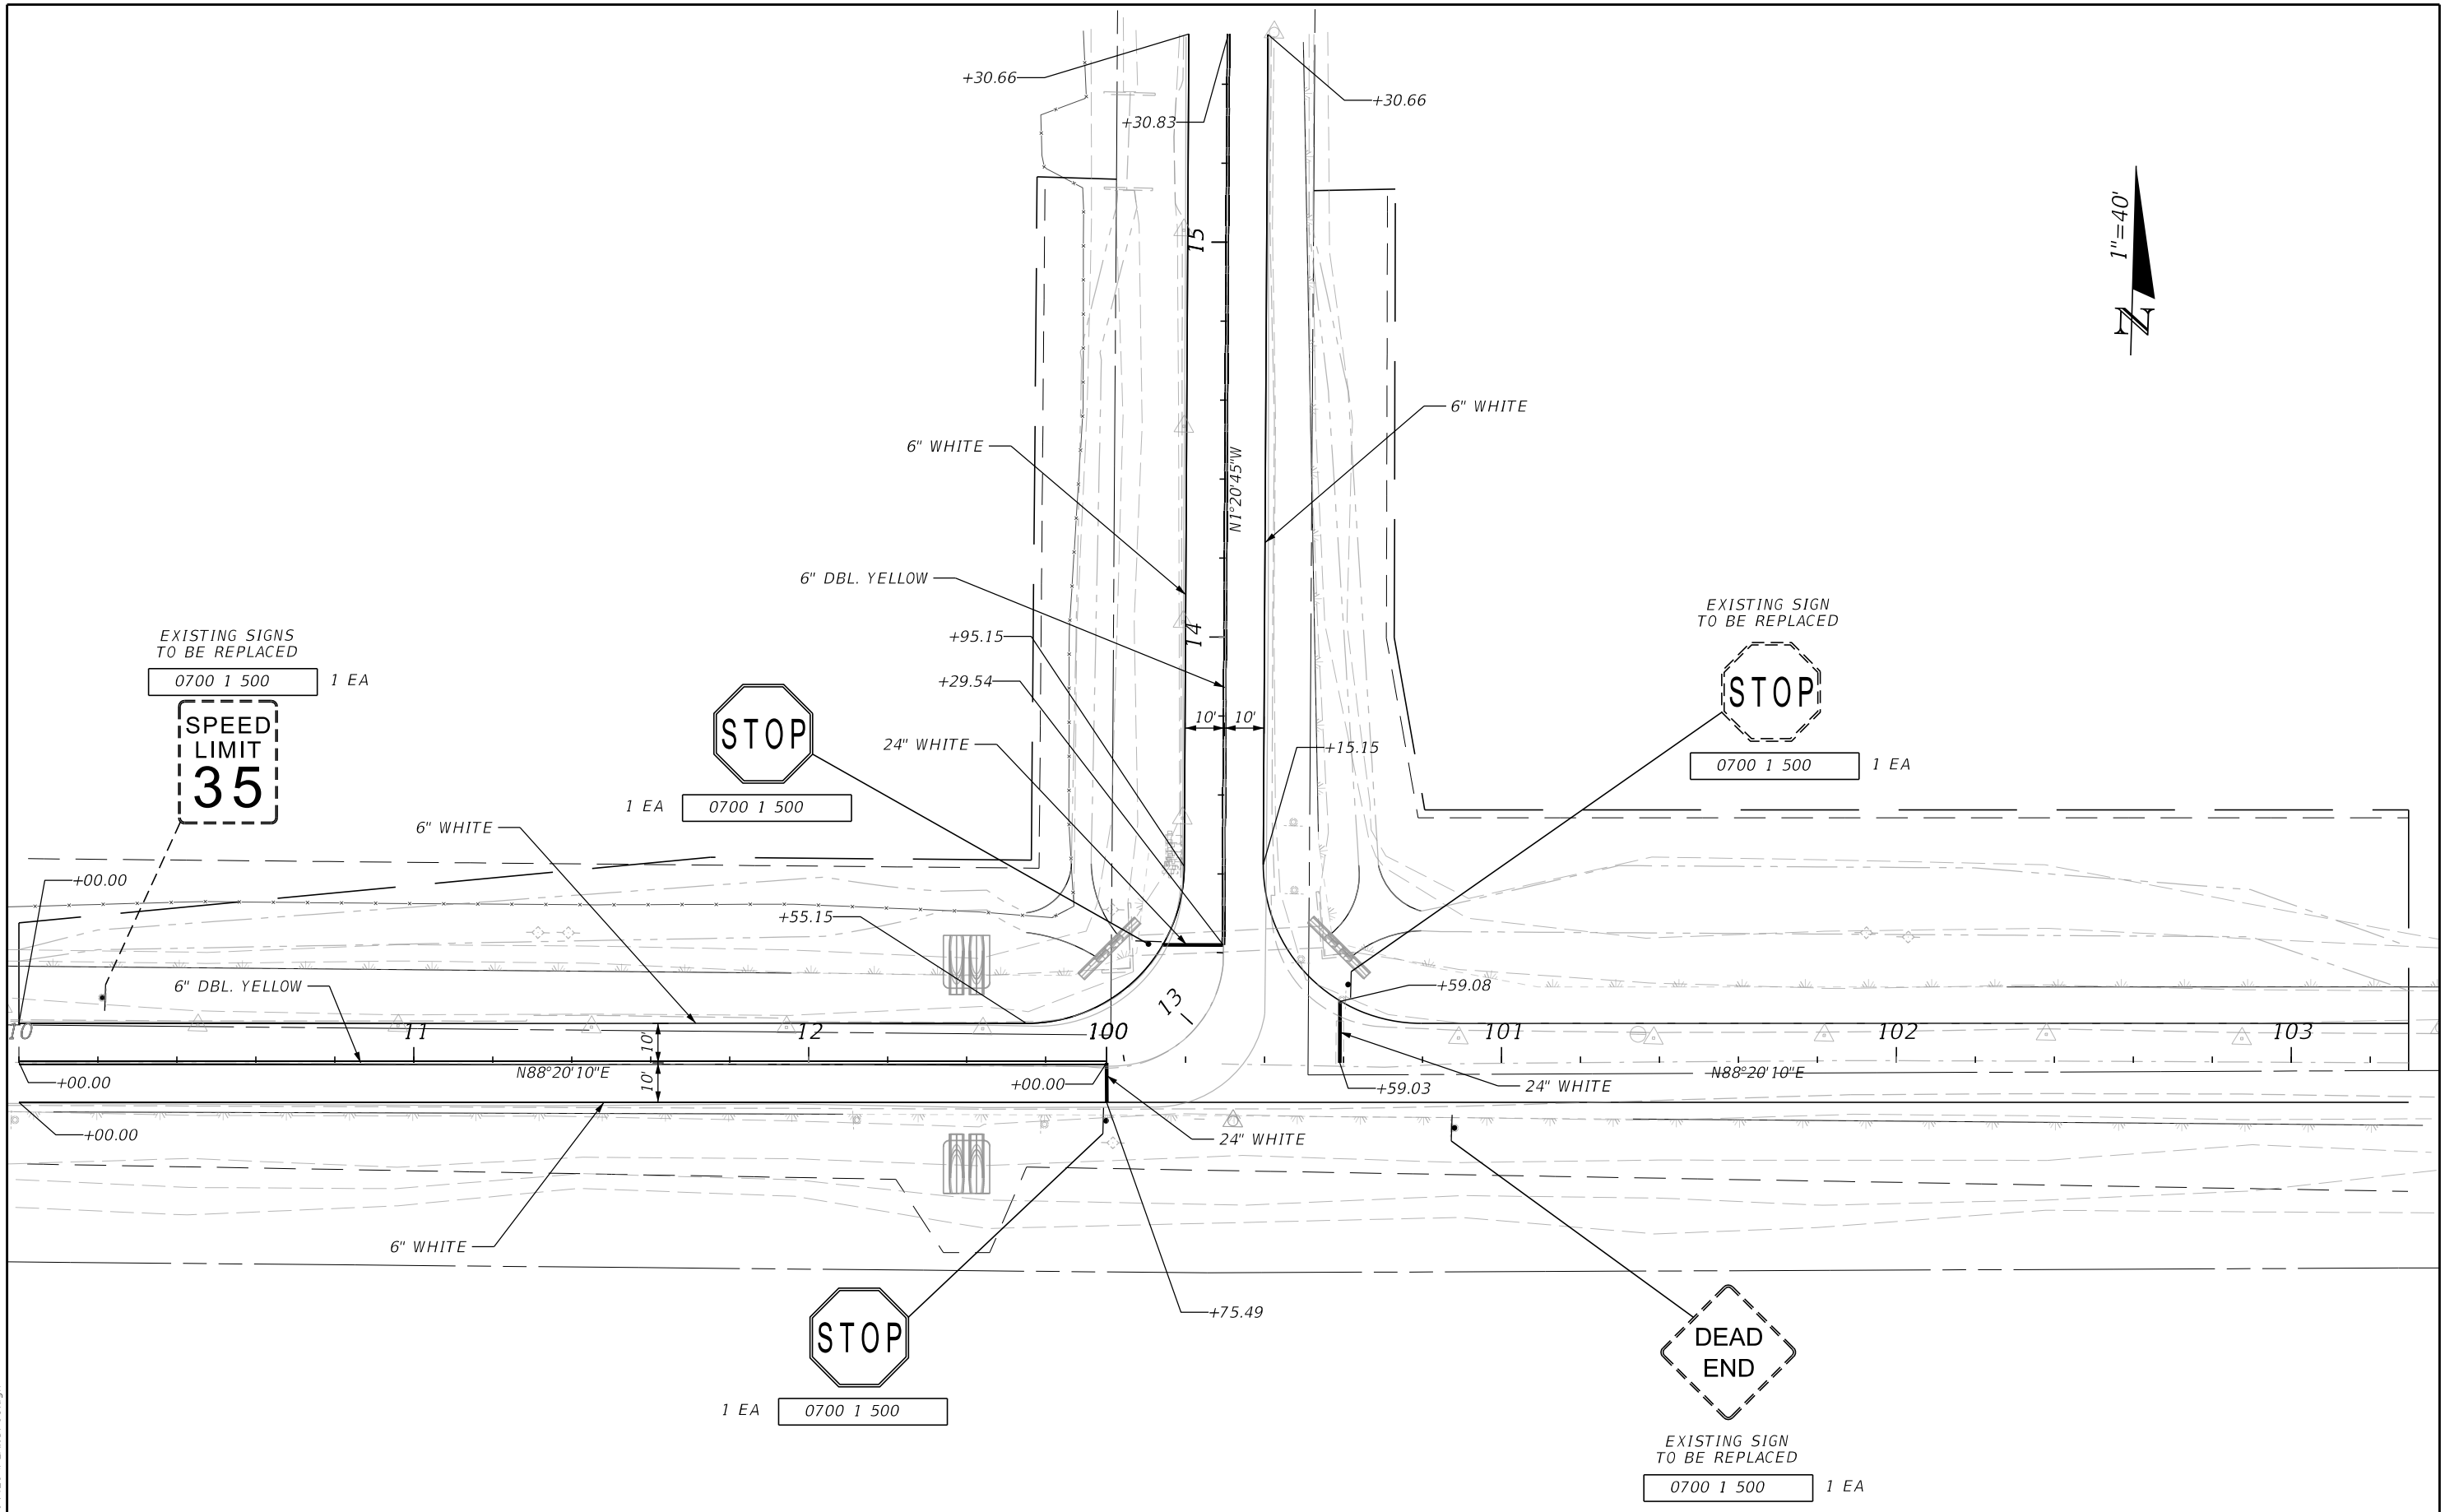 +30.66
+30.83
+30.66
1"=40'
N
15
6" WHITE
6" WHITE
N1°20'45"W
6" DBL. YELLOW
14
+95.15
+29.54
24" WHITE
10'
10'
+15.15
EXISTING SIGNS
TO BE REPLACED
0700 1 500
1 EA
SPEED
LIMIT
35
STOP
1 EA
0700 1 500
EXISTING SIGN
TO BE REPLACED
STOP
0700 1 500
1 EA
6" WHITE
+00.00
+55.15
6" DBL. YELLOW
13
+59.08
10
11
12
100
101
102
103
10'
10'
N88°20'10"E
+00.00
+00.00
+59.03
24" WHITE
N88°20'10"E
+00.00
24" WHITE
6" WHITE
+75.49
STOP
1 EA
0700 1 500
DEAD
END
EXISTING SIGN
TO BE REPLACED
0700 1 500
1 EA